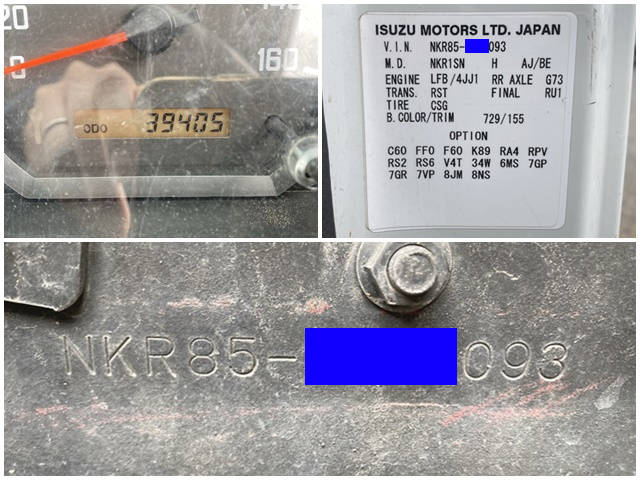 20
160
ODO 39405
ISUZU MOTORS LTD. JAPAN
V.I.N. NKR85- 093
M.D. NKR1SN H AJ/BE
ENGINE LFB/4JJ1 RR AXLE G73
TRANS. RST FINAL RU1
TIRE CSG
B.COLOR/TRIM 729/155
OPTION
C60 FF0 F60 K89 RA4 RPV
RS2 RS6 V4T 34W 6MS 7GP
7GR 7VP 8JM 8NS
NKR85- 093